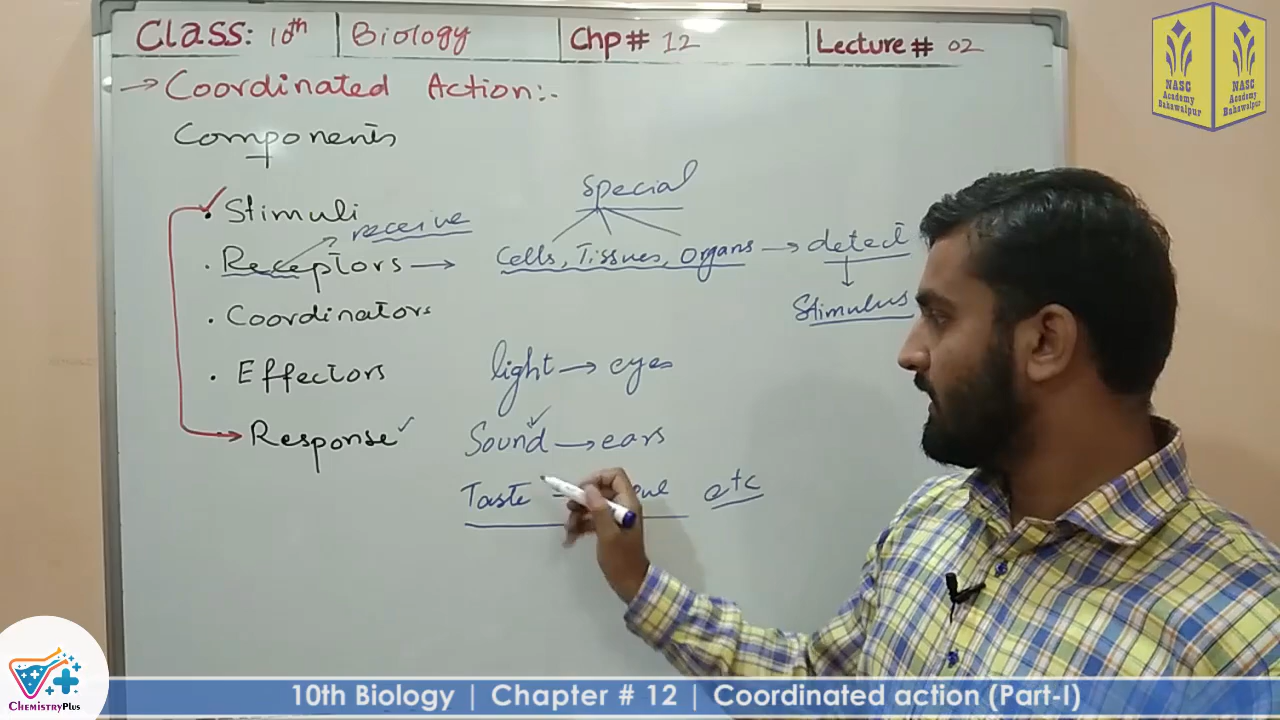 Class: 10th Biology Chp # 12 Lecture # 02
→ Coordinated Action:-
Components
• Stimuli
receive
• Receptors →
• Coordinators
• Effectors
Response
Special
Cells, Tissues, Organs → detect
Stimulus
light → eyes
Sound → ears
Taste etc
NASC Academy Bahawalpur
NASC Academy Bahawalpur
ChemistryPlus
10th Biology | Chapter # 12 | Coordinated action (Part-I)